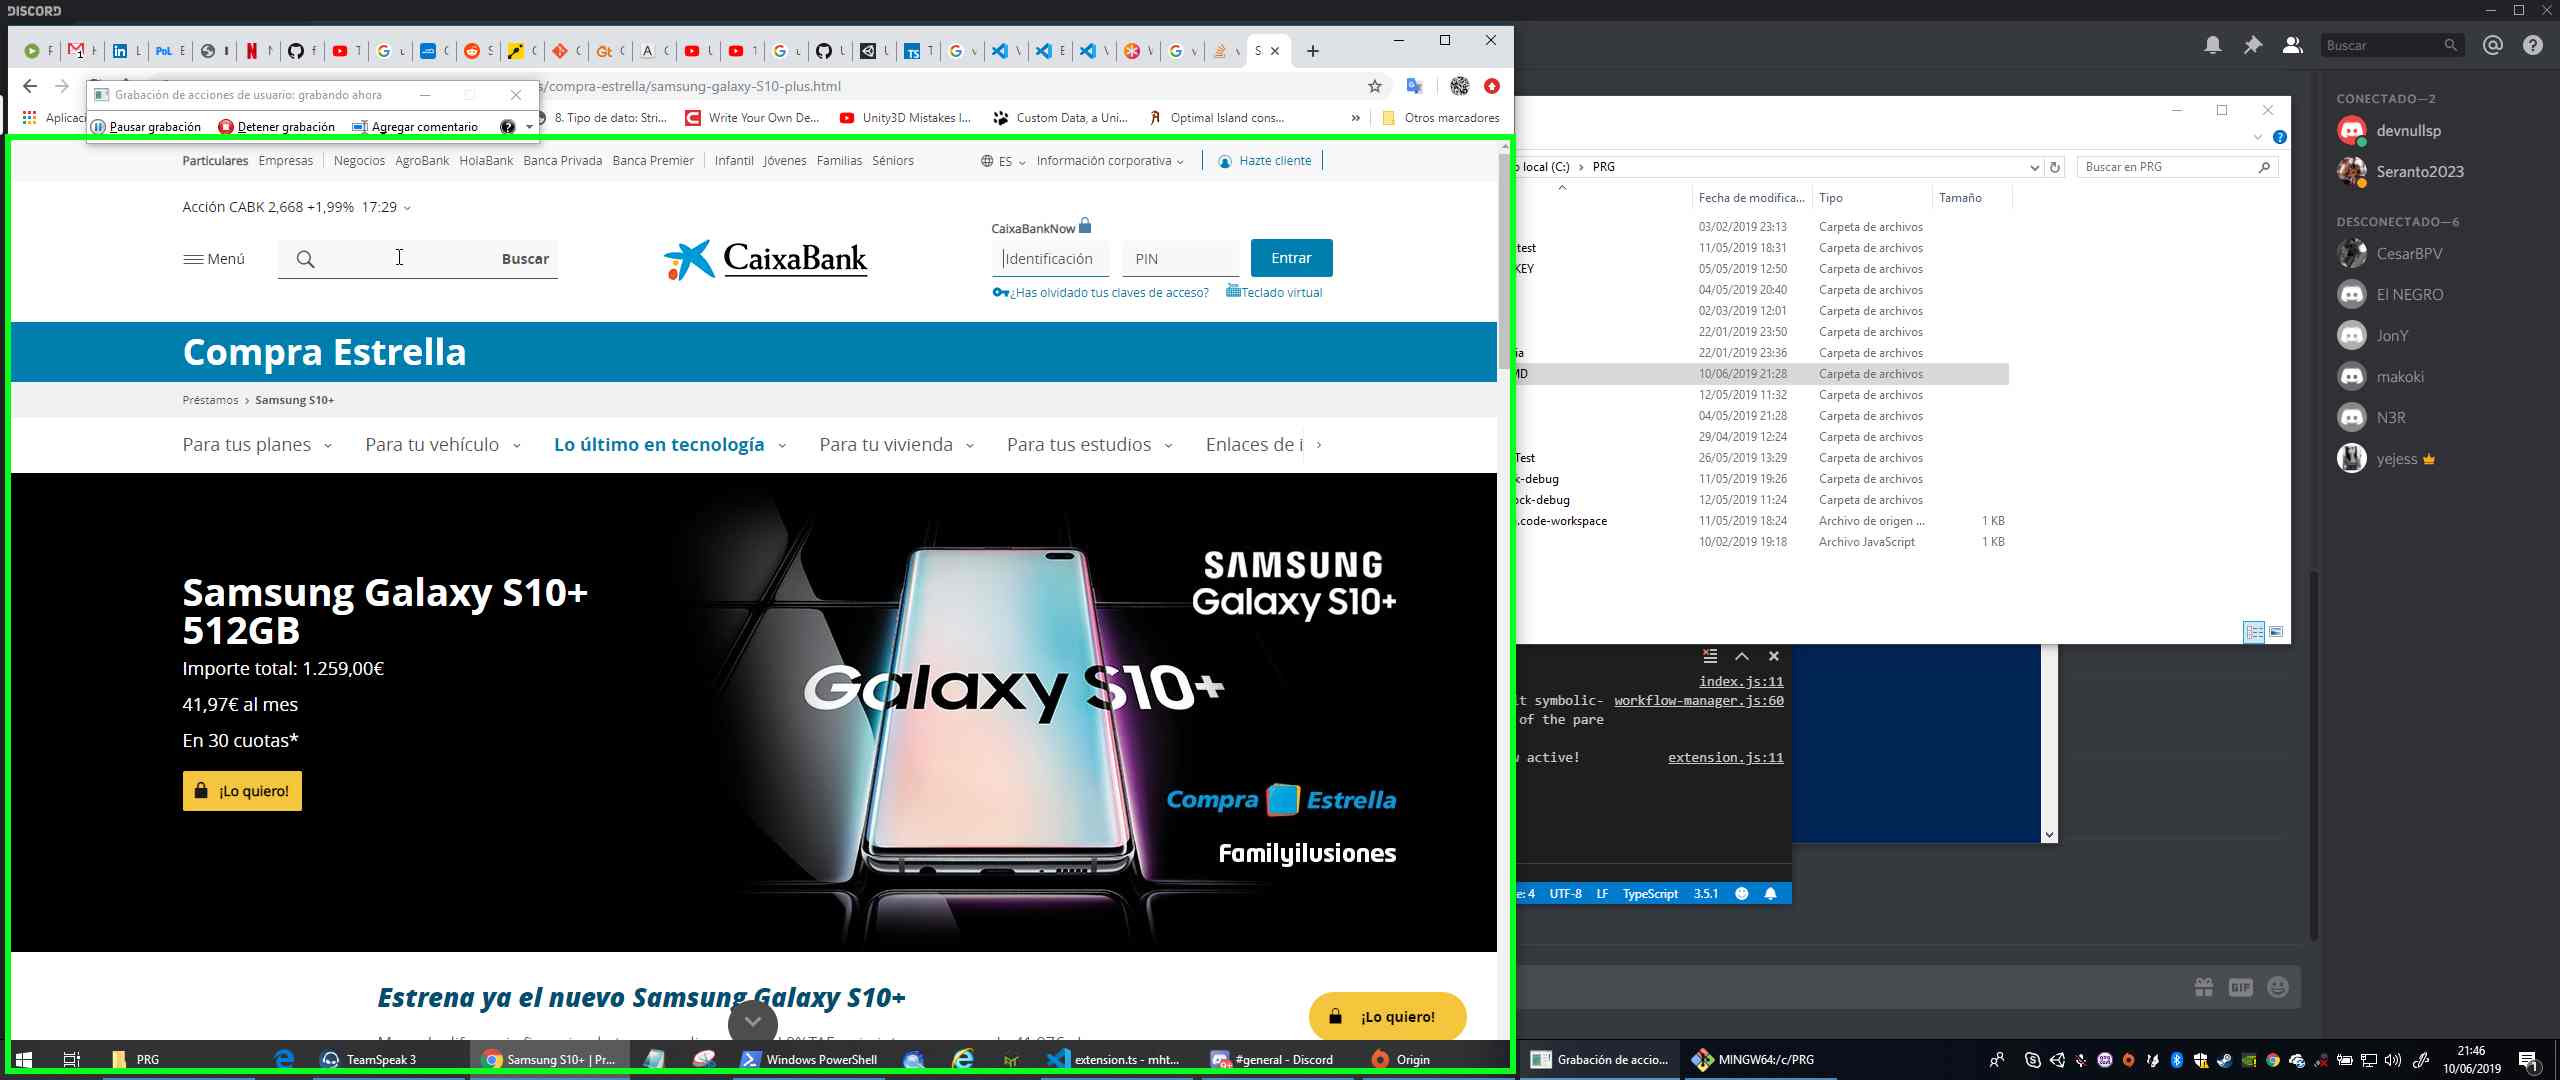 DISCORD
s/compra-estrella/samsung-galaxy-S10-plus.html
Grabación de acciones de usuario: grabando ahora
Pausar grabación
Detener grabación
Agregar comentario
Aplicaci
8. Tipo de dato: Stri...
Write Your Own De...
Unity3D Mistakes I...
Custom Data, a Uni...
Optimal Island cons...
»
Otros marcadores
Particulares Empresas Negocios AgroBank HolaBank Banca Privada Banca Premier Infantil Jóvenes Familias Séniors
ES
Información corporativa
Hazte cliente
Acción CABK 2,668 +1,99% 17:29
Menú
Buscar
CaixaBank
CaixaBankNow
Identificación
PIN
Entrar
¿Has olvidado tus claves de acceso?
Teclado virtual
Compra Estrella
Préstamos > Samsung S10+
Para tus planes
Para tu vehículo
Lo último en tecnología
Para tu vivienda
Para tus estudios
Enlaces de i
Samsung Galaxy S10+
512GB
Importe total: 1.259,00€
41,97€ al mes
En 30 cuotas*
¡Lo quiero!
SAMSUNG
Galaxy S10+
Galaxy S10+
Compra Estrella
Familyilusiones
Estrena ya el nuevo Samsung Galaxy S10+
¡Lo quiero!
o local (C:) > PRG
Buscar en PRG
Fecha de modifica... Tipo Tamaño
03/02/2019 23:13 Carpeta de archivos
test 11/05/2019 18:31 Carpeta de archivos
KEY 05/05/2019 12:50 Carpeta de archivos
04/05/2019 20:40 Carpeta de archivos
02/03/2019 12:01 Carpeta de archivos
22/01/2019 23:50 Carpeta de archivos
ia 22/01/2019 23:36 Carpeta de archivos
MD 10/06/2019 21:28 Carpeta de archivos
12/05/2019 11:32 Carpeta de archivos
04/05/2019 21:28 Carpeta de archivos
29/04/2019 12:24 Carpeta de archivos
Test 26/05/2019 13:29 Carpeta de archivos
k-debug 11/05/2019 19:26 Carpeta de archivos
ock-debug 12/05/2019 11:24 Carpeta de archivos
.code-workspace 11/05/2019 18:24 Archivo de origen ... 1 KB
10/02/2019 19:18 Archivo JavaScript 1 KB
index.js:11
it symbolic- workflow-manager.js:60
of the pare
active! extension.js:11
e: 4 UTF-8 LF TypeScript 3.5.1
Buscar
CONECTADO—2
devnullsp
Seranto2023
DESCONECTADO—6
CesarBPV
El NEGRO
JonY
makoki
N3R
yejess
GIF
PRG
TeamSpeak 3
Samsung S10+ | Pr...
Windows PowerShell
extension.ts - mht...
#general - Discord
Origin
Grabación de accio...
MINGW64:/c/PRG
21:46
10/06/2019